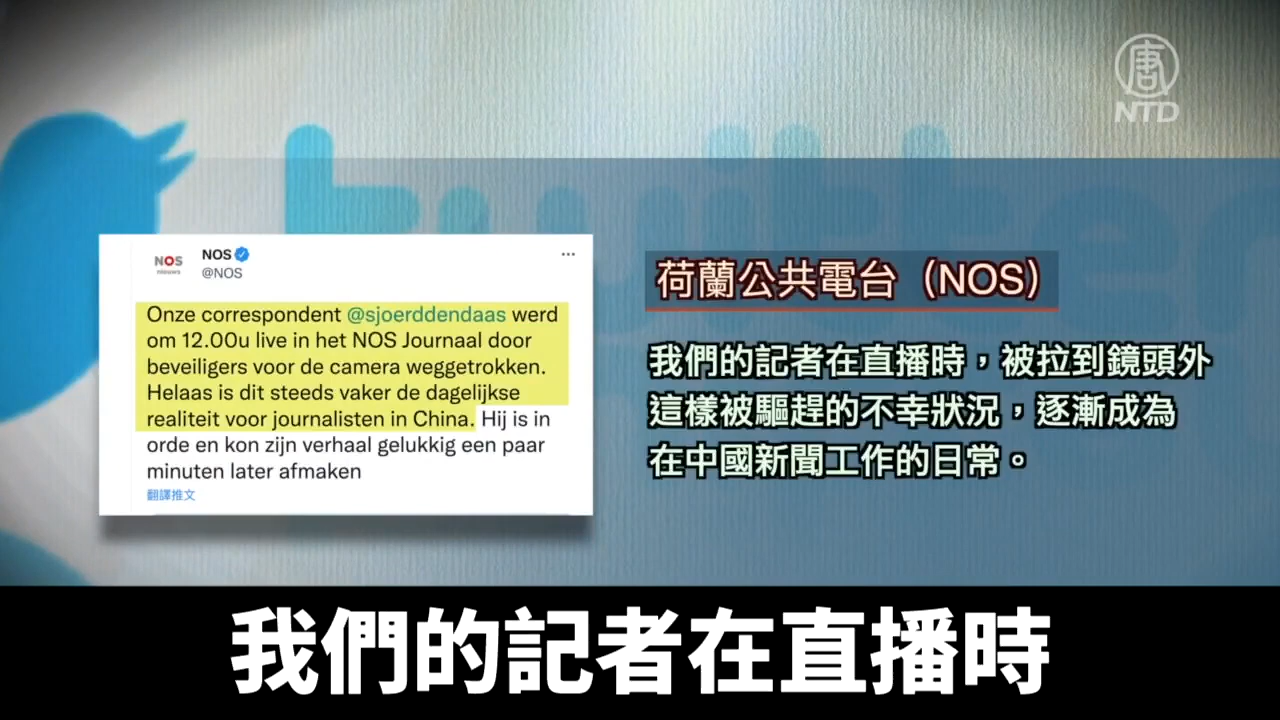 唐
NTD
twitter
NOS
nieuws
NOS
@NOS
Onze correspondent @sjoerddendaas werd
om 12.00u live in het NOS Journaal door
beveiligers voor de camera weggetrokken.
Helaas is dit steeds vaker de dagelijkse
realiteit voor journalisten in China. Hij is in
orde en kon zijn verhaal gelukkig een paar
minuten later afmaken
翻譯推文
荷蘭公共電台（NOS）
我們的記者在直播時，被拉到鏡頭外
這樣被驅趕的不幸狀況，逐漸成為
在中國新聞工作的日常。
我們的記者在直播時